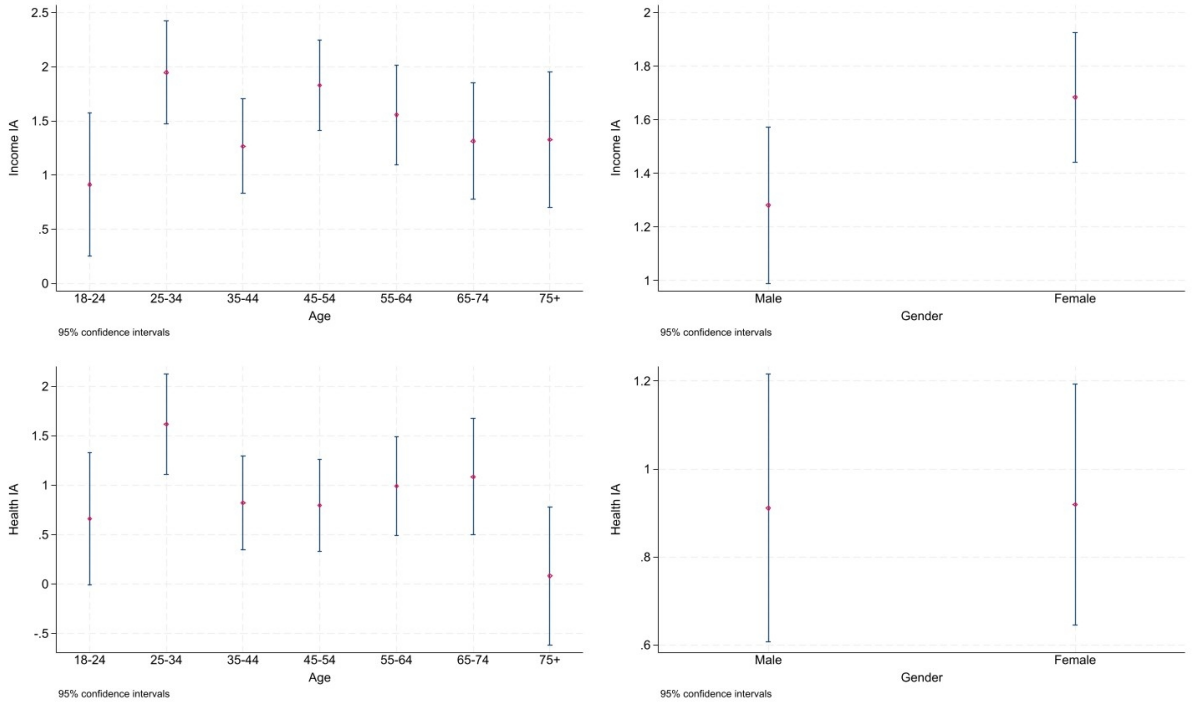 2.5
2
1.5
1
.5
0
Income IA
18-24 25-34 35-44 45-54 55-64 65-74 75+
Age
95% confidence intervals
2
1.8
1.6
1.4
1.2
1
Income IA
Male Female
Gender
95% confidence intervals
2
1.5
1
.5
0
-.5
Health IA
18-24 25-34 35-44 45-54 55-64 65-74 75+
Age
95% confidence intervals
1.2
1
.8
.6
Health IA
Male Female
Gender
95% confidence intervals